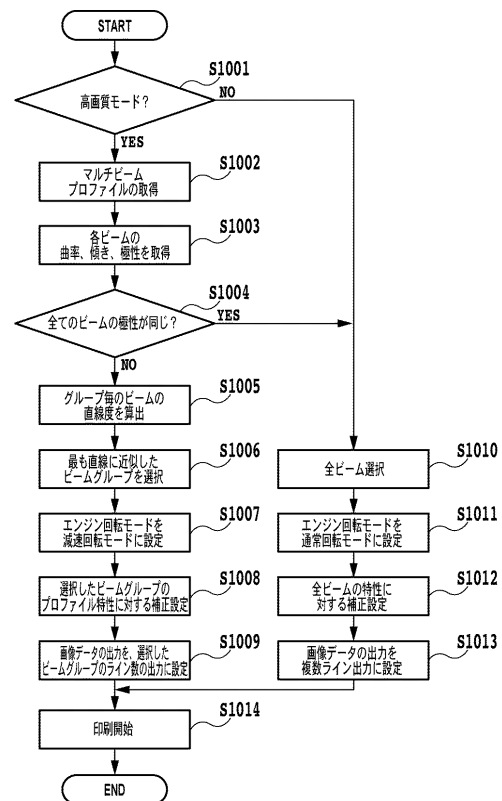 START
S1001
高画質モード？
NO
YES
S1002
マルチビーム
プロファイルの取得
S1003
各ビームの
曲率、傾き、極性を取得
S1004
全てのビームの極性が同じ？
YES
NO
S1005
グループ毎のビームの
直線度を算出
S1006
最も直線に近似した
ビームグループを選択
S1010
全ビーム選択
S1007
エンジン回転モードを
減速回転モードに設定
S1011
エンジン回転モードを
通常回転モードに設定
S1008
選択したビームグループの
プロファイル特性に対する補正設定
S1012
全ビームの特性に
対する補正設定
S1009
画像データの出力を、選択した
ビームグループのライン数の出力に設定
S1013
画像データの出力を
複数ライン出力に設定
S1014
印刷開始
END